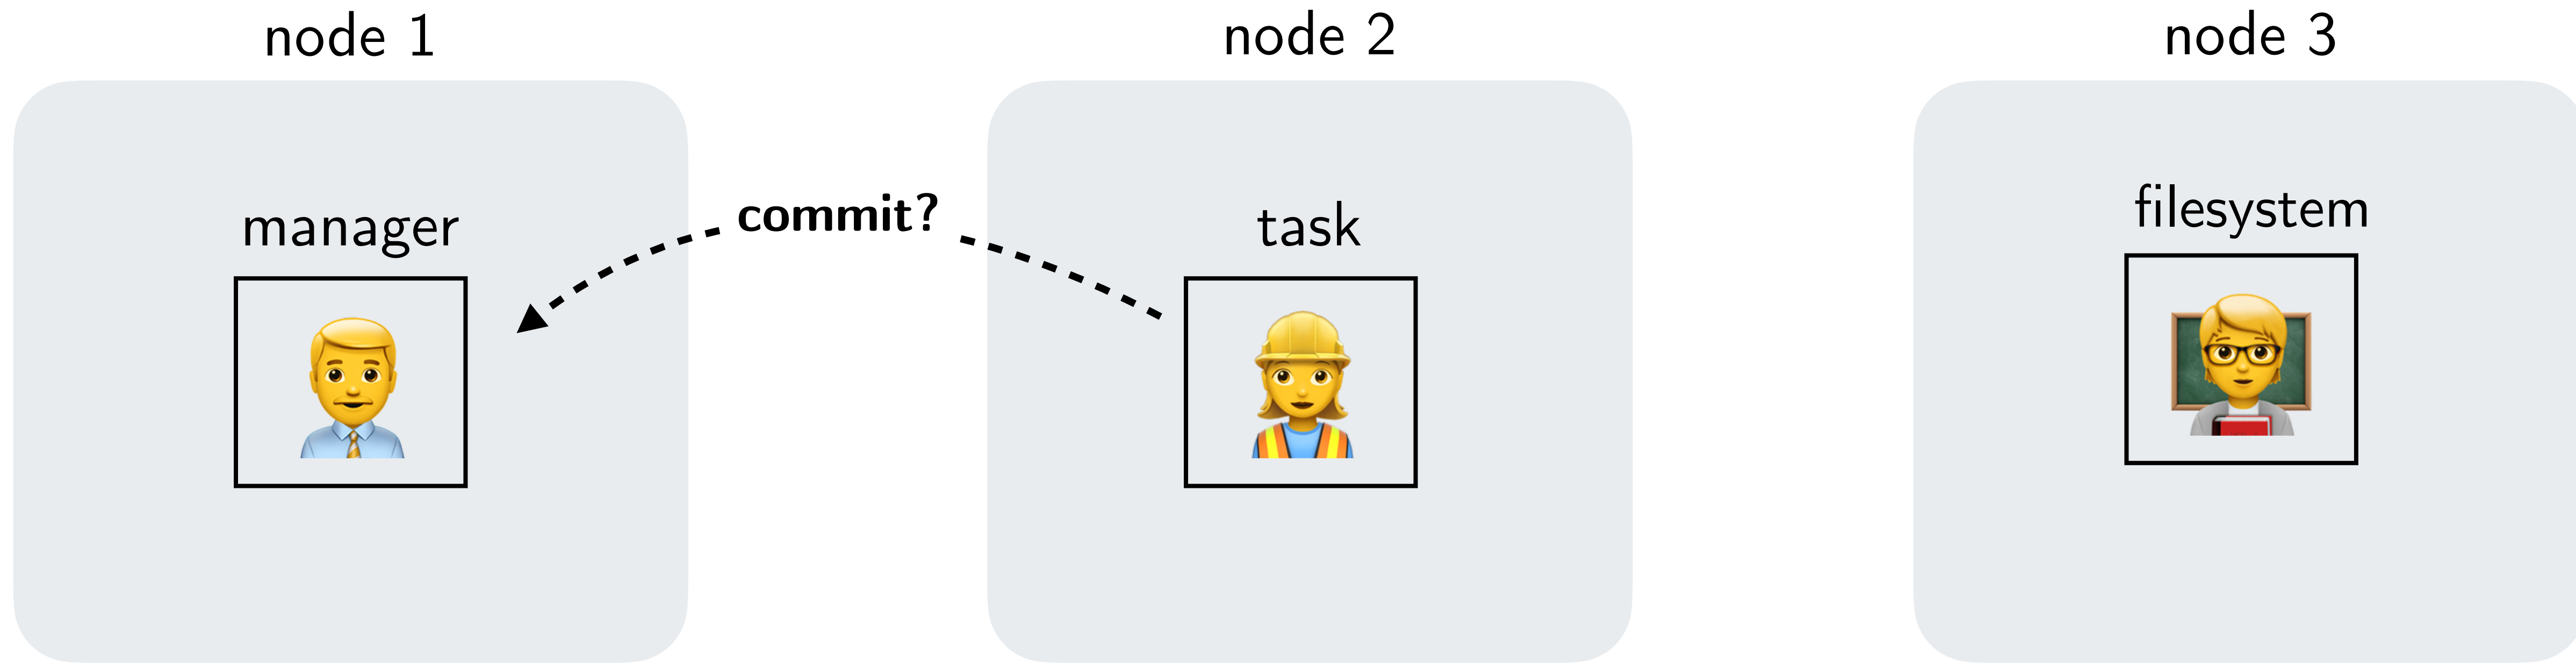 node 1
node 2
node 3
manager
commit?
task
filesystem